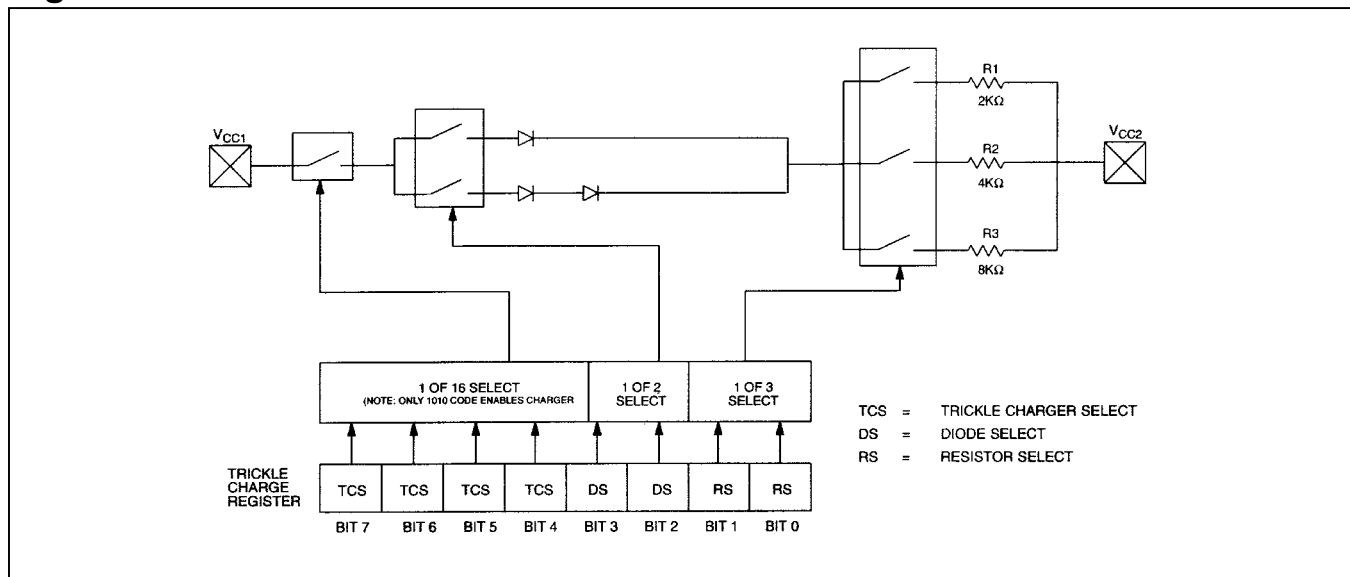 R1
2KΩ
VCC1
VCC2
R2
4KΩ
R3
8KΩ
1 OF 16 SELECT
(NOTE: ONLY 1010 CODE ENABLES CHARGER
1 OF 2
SELECT
1 OF 3
SELECT
TCS = TRICKLE CHARGER SELECT
DS = DIODE SELECT
RS = RESISTOR SELECT
TRICKLE
CHARGE
REGISTER
TCS TCS TCS TCS DS DS RS RS
BIT 7 BIT 6 BIT 5 BIT 4 BIT 3 BIT 2 BIT 1 BIT 0